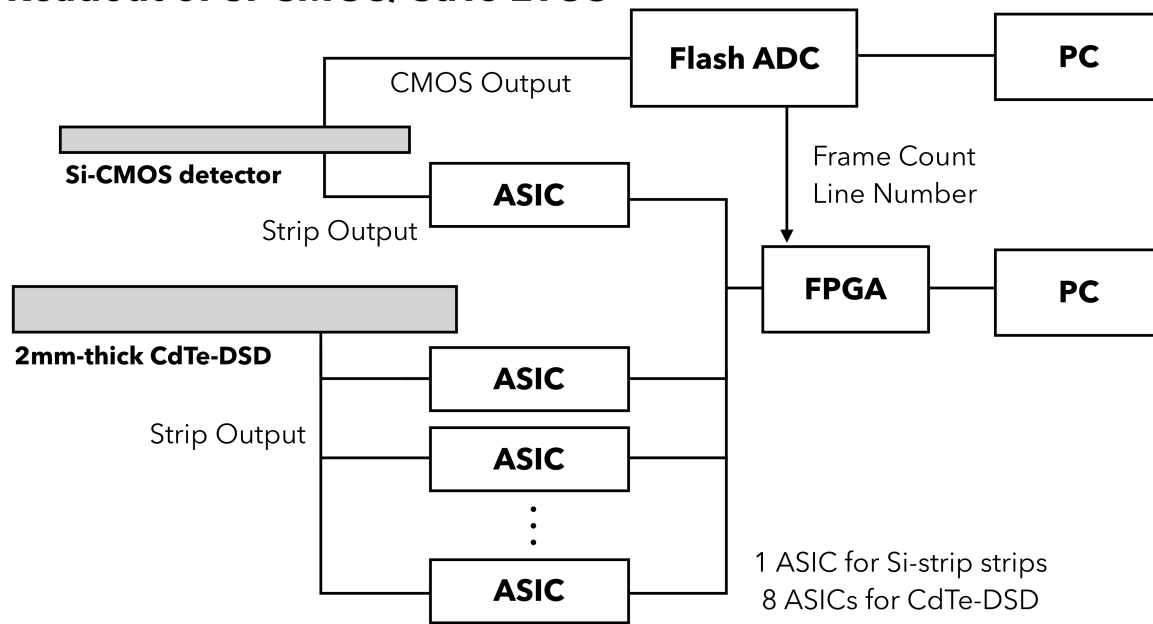 Flash ADC
PC
CMOS Output
Si-CMOS detector
Frame Count
Line Number
ASIC
Strip Output
FPGA
PC
2mm-thick CdTe-DSD
ASIC
Strip Output
ASIC
ASIC
1 ASIC for Si-strip strips
8 ASICs for CdTe-DSD